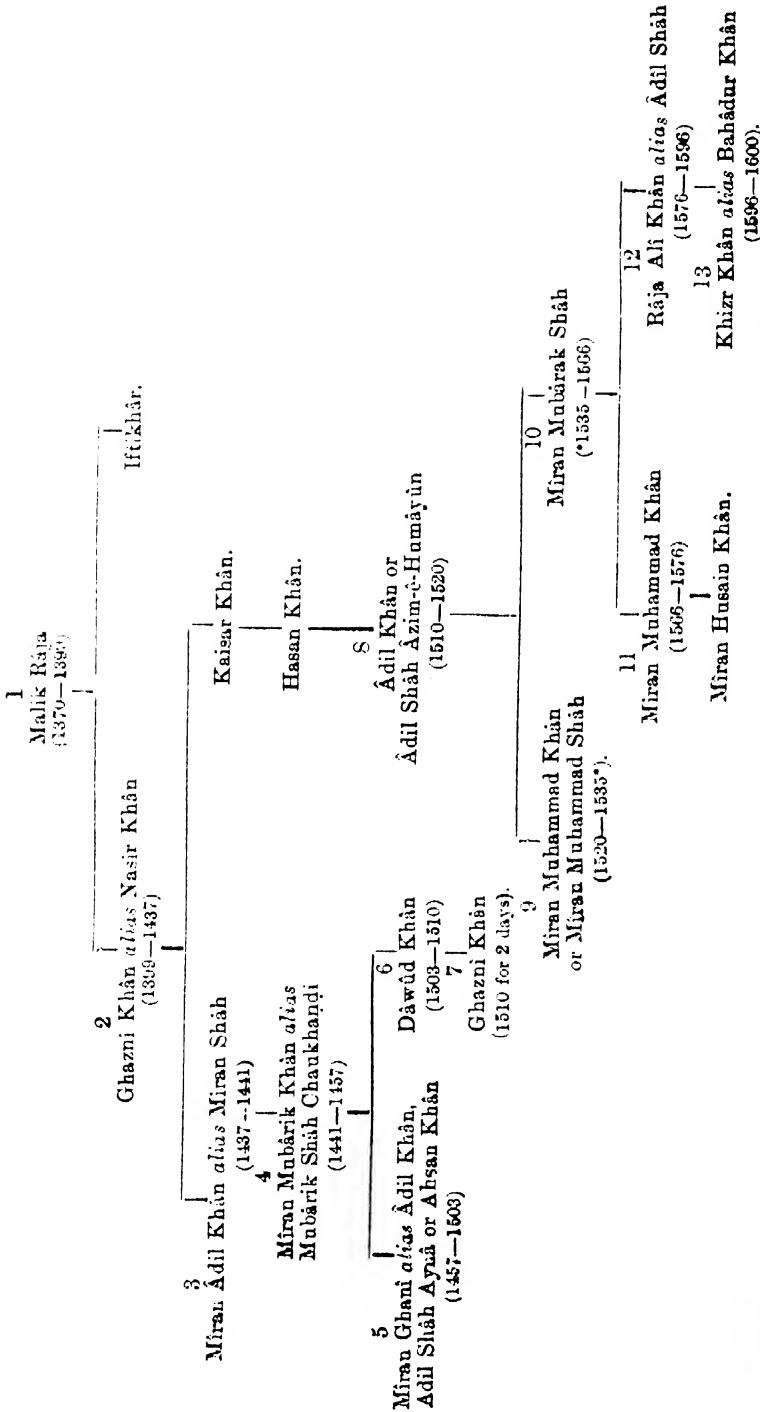 1
Malik Râja
(1370–1399)
2
Ghazni Khân alias Nasir Khân
(1399–1437)
Iftikhâr.
3
Miran Âdil Khân alias Miran Shâh
(1437–1441)
Kaisar Khân.
4
Miran Mubârik Khân alias
Mubârik Shâh Chaukhaṇḍi
(1441–1457)
Hasan Khân.
5
Miran Ghani alias Âdil Khân,
Adil Shâh Aynâ or Ahsan Khân
(1457–1503)
6
Dâwûd Khân
(1503–1510)
7
Ghazni Khân
(1510 for 2 days).
8
Âdil Khân or
Âdil Shâh Âzim-ê-Humâyûn
(1510–1520)
9
Miran Muhammad Khân
or Miran Muhammad Shâh
(1520–1535*).
10
Miran Mubârak Shâh
(*1535–1566)
11
Miran Muhammad Khân
(1566–1576)
Miran Husain Khân.
12
Râja Ali Khân alias Âdil Shâh
(1576–1596)
13
Khizr Khân alias Bahâdur Khân
(1596–1600).